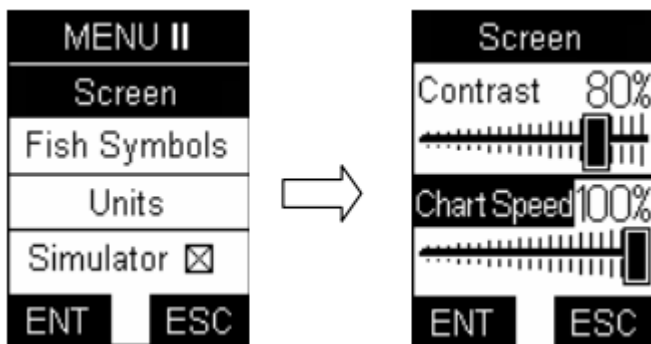 MENU II
Screen
Fish Symbols
Units
Simulator
ENT ESC
Screen
Contrast 80%
Chart Speed 100%
ENT ESC